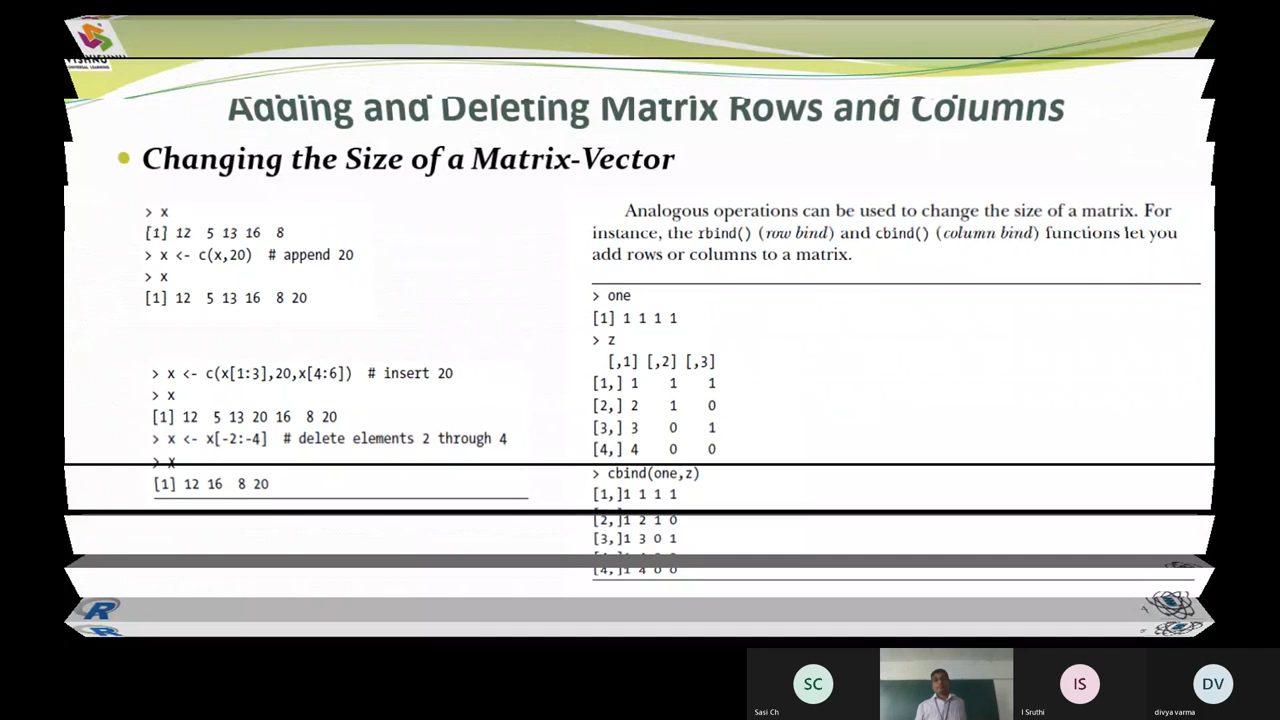 VISHNU
UNIVERSAL LEARNING
Adding and Deleting Matrix Rows and Columns
Changing the Size of a Matrix-Vector
> x
[1] 12 5 13 16 8
> x <- c(x,20) # append 20
> x
[1] 12 5 13 16 8 20
> x <- c(x[1:3],20,x[4:6]) # insert 20
> x
[1] 12 5 13 20 16 8 20
> x <- x[-2:-4] # delete elements 2 through 4
> x
[1] 12 16 8 20
Analogous operations can be used to change the size of a matrix. For
instance, the rbind() (row bind) and cbind() (column bind) functions let you
add rows or columns to a matrix.
> one
[1] 1 1 1 1
> z
[,1] [,2] [,3]
[1,] 1 1 1
[2,] 2 1 0
[3,] 3 0 1
[4,] 4 0 0
> cbind(one,z)
[1,]1 1 1 1
[2,]1 2 1 0
[3,]1 3 0 1
[4,]1 4 0 0
R
R
SC
Sasi Ch
IS
I Sruthi
DV
divya varma